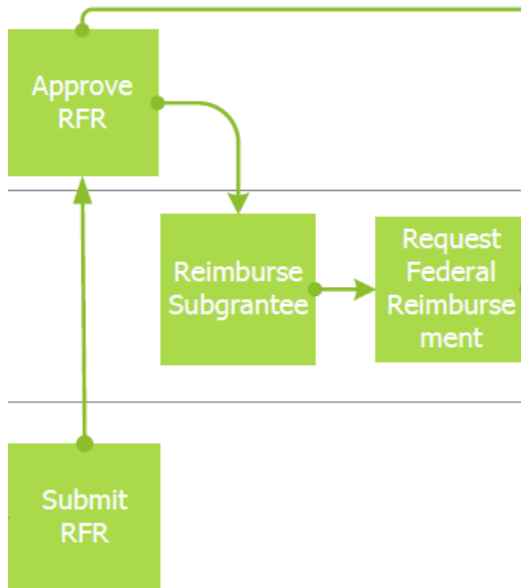 Approve
RFR
Reimburse
Subgrantee
Request
Federal
Reimburse
ment
Submit
RFR